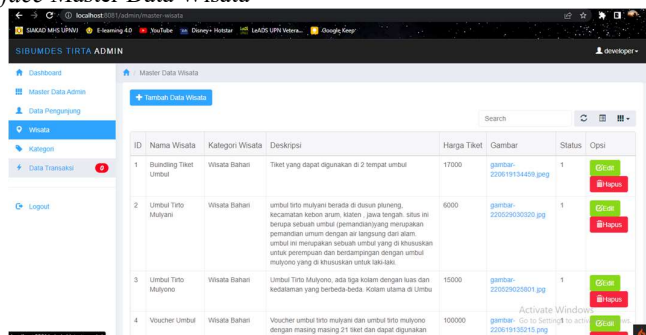 localhost:8081/admin/master-wisata
SIAKAD MHS UPNVJ E-learning 4.0 YouTube Disney+ Hotstar LeADS UPN Vetera... Google Keep
SIBUMDES TIRTA ADMIN developer
Dashboard
Master Data Admin
Data Pengunjung
Wisata
Kategori
Data Transaksi 0
Logout
/ Master Data Wisata
+ Tambah Data Wisata
Search
ID Nama Wisata Kategori Wisata Deskripsi Harga Tiket Gambar Status Opsi
1 Buindling Tiket Umbul Wisata Bahari Tiket yang dapat digunakan di 2 tempat umbul 17000 gambar-220619134459.jpeg 1 Edit Hapus
2 Umbul Tirto Mulyani Wisata Bahari umbul tirto mulyani berada di dusun pluneng,
kecamatan kebon arum, klaten , jawa tengah. situs ini
berupa sebuah umbul (pemandian)yang merupakan
pemandian umum dengan air langsung dari alam.
umbul ini merupakan sebuah umbul yang di khususkan
untuk perempuan dan berdampingan dengan umbul
mulyono yang di khususkan untuk laki-laki. 6000 gambar-220529030320.jpg 1 Edit Hapus
3 Umbul Tirto Mulyono Wisata Bahari Umbul Tirto Mulyono, ada tiga kolam dengan luas dan
kedalaman yang berbeda-beda. Kolam utama di Umbu 15000 gambar-220529025801.jpg 1 Edit Hapus
4 Voucher Umbul Wisata Bahari Voucher umbul tirto mulyani dan umbul tirto mulyono
dengan masing masing 21 tiket dan dapat digunakan 100000 gambar-220619135215.png 1 Edit
Activate Windows
Go to Settings to activate Windows.